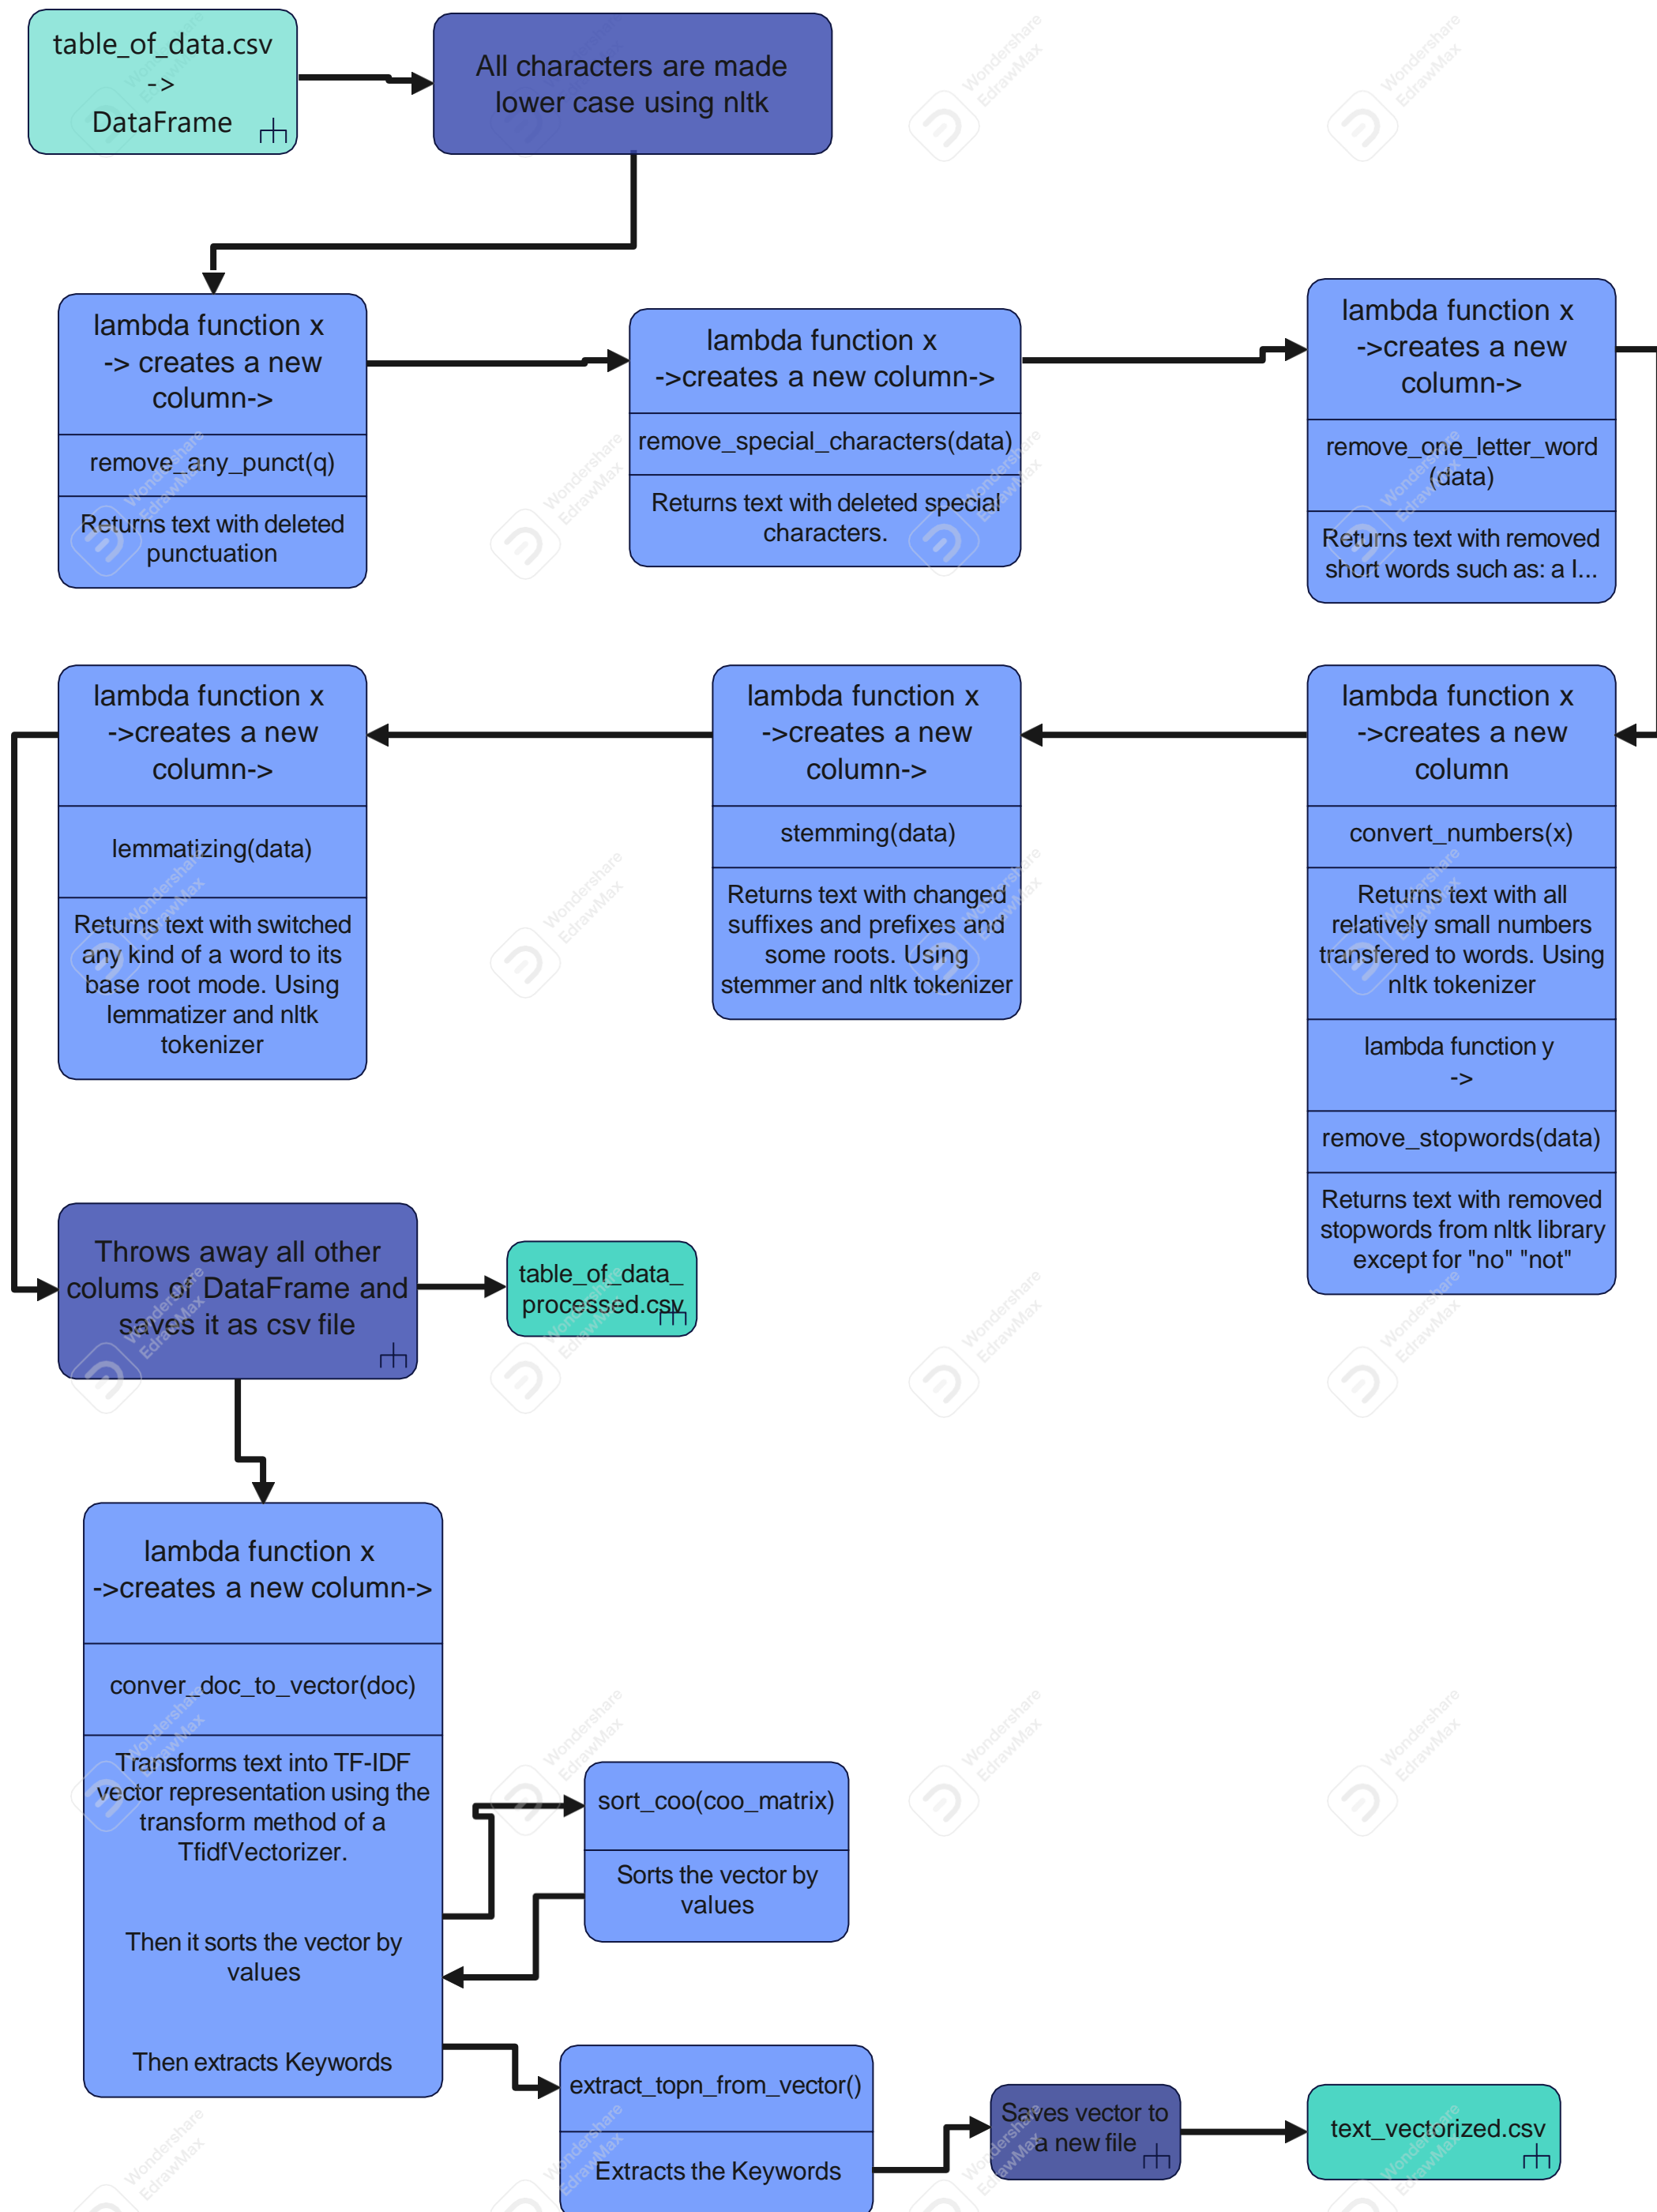 table_of_data.csv
->
DataFrame
All characters are made
lower case using nltk
lambda function x
-> creates a new
column->
remove_any_punct(q)
Returns text with deleted
punctuation
lambda function x
->creates a new column->
remove_special_characters(data)
Returns text with deleted special
characters.
lambda function x
->creates a new
column->
remove_one_letter_word
(data)
Returns text with removed
short words such as: a I...
lambda function x
->creates a new
column
convert_numbers(x)
Returns text with all
relatively small numbers
transfered to words. Using
nltk tokenizer
lambda function y
->
remove_stopwords(data)
Returns text with removed
stopwords from nltk library
except for "no" "not"
lambda function x
->creates a new
column->
stemming(data)
Returns text with changed
suffixes and prefixes and
some roots. Using
stemmer and nltk tokenizer
lambda function x
->creates a new
column->
lemmatizing(data)
Returns text with switched
any kind of a word to its
base root mode. Using
lemmatizer and nltk
tokenizer
Throws away all other
colums of DataFrame and
saves it as csv file
table_of_data_
processed.csv
lambda function x
->creates a new column->
conver_doc_to_vector(doc)
Transforms text into TF-IDF
vector representation using the
transform method of a
TfidfVectorizer.
Then it sorts the vector by
values
Then extracts Keywords
sort_coo(coo_matrix)
Sorts the vector by
values
extract_topn_from_vector()
Extracts the Keywords
Saves vector to
a new file
text_vectorized.csv
Wondershare
EdrawMax